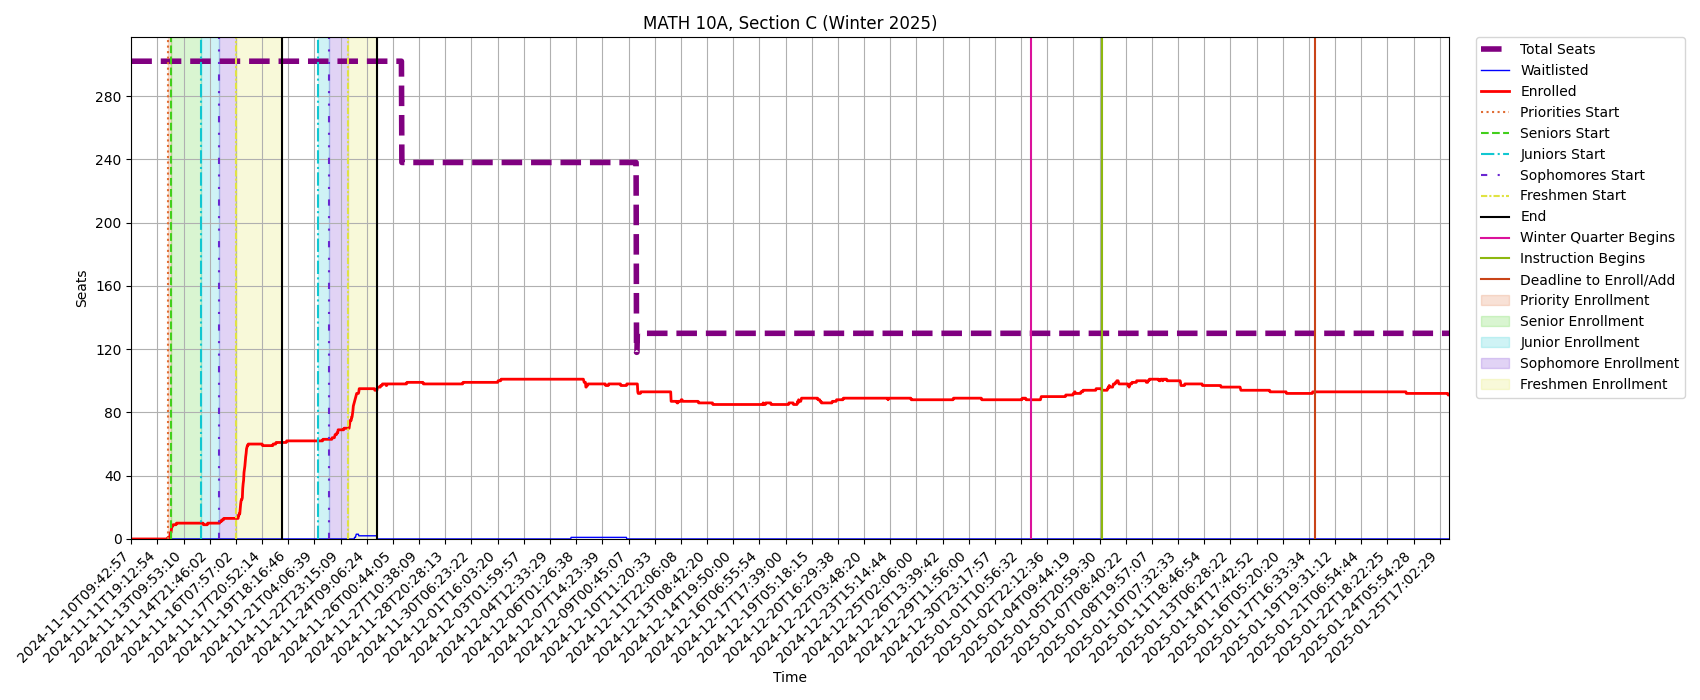 MATH 10A, Section C (Winter 2025)
Seats
280
240
200
160
120
80
40
0
2024-11-10T09:42:57
2024-11-11T19:12:54
2024-11-13T09:53:10
2024-11-14T21:46:02
2024-11-16T07:57:02
2024-11-17T20:52:14
2024-11-19T18:16:46
2024-11-21T04:06:39
2024-11-22T23:15:09
2024-11-24T09:06:24
2024-11-26T00:44:05
2024-11-27T10:38:09
2024-11-28T20:28:13
2024-11-30T06:23:22
2024-12-01T16:03:20
2024-12-03T01:59:57
2024-12-04T12:33:29
2024-12-06T01:26:38
2024-12-07T14:23:39
2024-12-09T00:45:07
2024-12-10T11:20:33
2024-12-11T22:06:08
2024-12-13T08:42:20
2024-12-14T19:50:00
2024-12-16T06:55:54
2024-12-17T17:39:00
2024-12-19T05:18:15
2024-12-20T16:29:38
2024-12-22T03:48:20
2024-12-23T15:14:44
2024-12-25T02:06:00
2024-12-26T13:39:42
2024-12-29T11:56:00
2024-12-30T23:17:57
2025-01-01T10:56:32
2025-01-02T22:12:36
2025-01-04T09:44:19
2025-01-05T20:59:30
2025-01-07T08:40:22
2025-01-08T19:57:07
2025-01-10T07:32:33
2025-01-11T18:46:54
2025-01-13T06:28:22
2025-01-14T17:42:52
2025-01-16T05:20:20
2025-01-17T16:33:34
2025-01-19T19:31:12
2025-01-21T06:54:44
2025-01-22T18:22:25
2025-01-24T05:54:28
2025-01-25T17:02:29
Time
Total Seats
Waitlisted
Enrolled
Priorities Start
Seniors Start
Juniors Start
Sophomores Start
Freshmen Start
End
Winter Quarter Begins
Instruction Begins
Deadline to Enroll/Add
Priority Enrollment
Senior Enrollment
Junior Enrollment
Sophomore Enrollment
Freshmen Enrollment